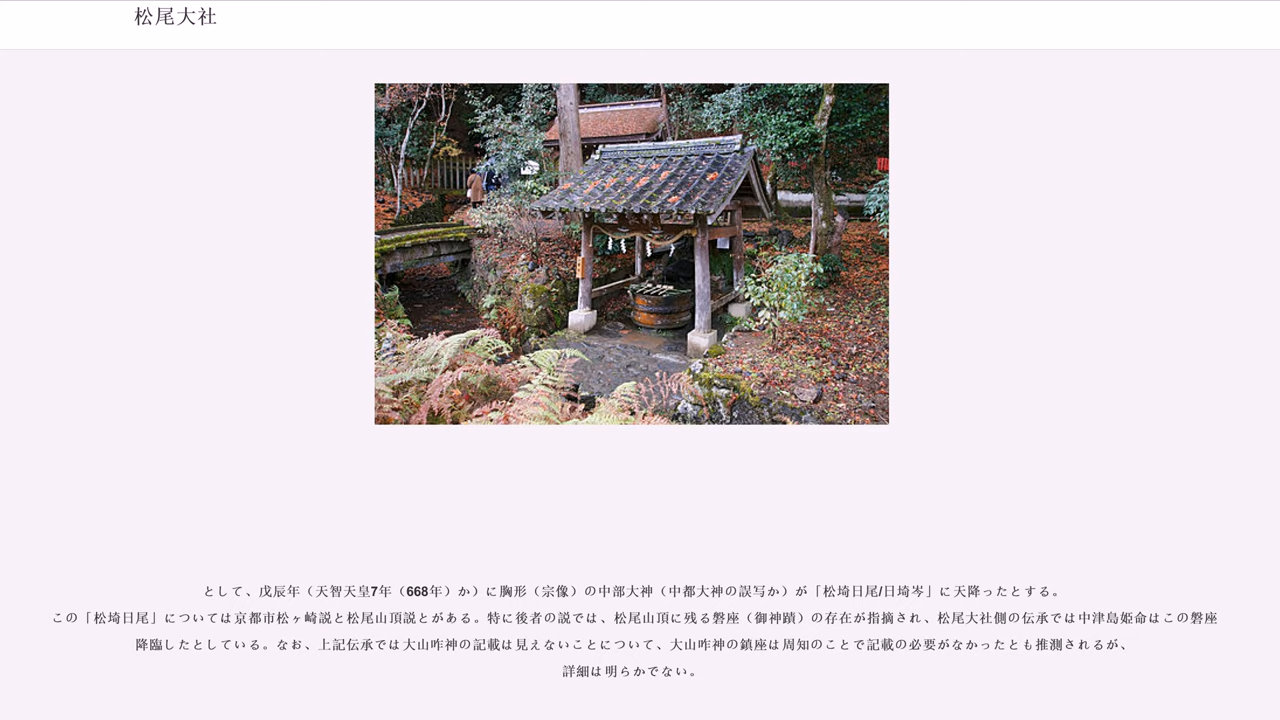 松尾大社
として、戊辰年（天智天皇7年（668年）か）に胸形（宗像）の中部大神（中都大神の誤写か）が「松埼日尾/日埼岑」に天降ったとする。
この「松埼日尾」については京都市松ヶ崎説と松尾山頂説とがある。特に後者の説では、松尾山頂に残る磐座（御神蹟）の存在が指摘され、松尾大社側の伝承では中津島姫命はこの磐座
降臨したとしている。なお、上記伝承では大山咋神の記載は見えないことについて、大山咋神の鎮座は周知のことで記載の必要がなかったとも推測されるが、
詳細は明らかでない。